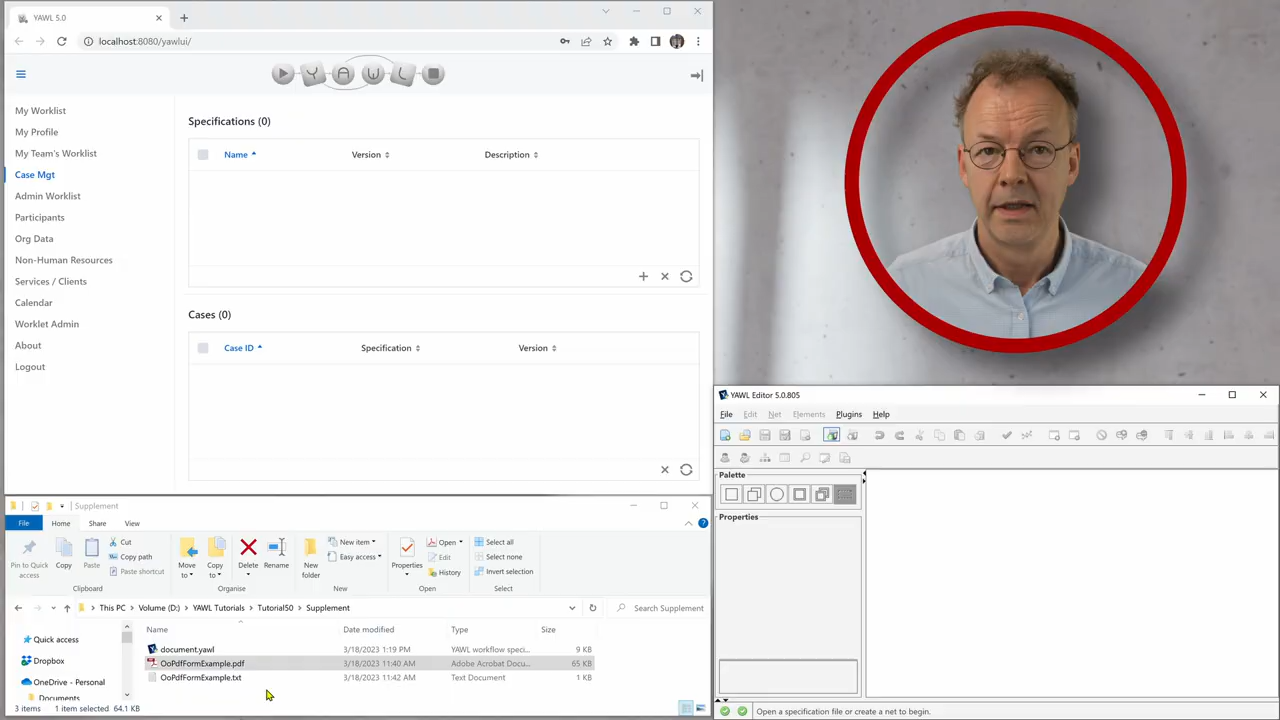 YAWL 5.0
localhost:8080/yawlui/
Y A W L
My Worklist
My Profile
My Team's Worklist
Case Mgt
Admin Worklist
Participants
Org Data
Non-Human Resources
Services / Clients
Calendar
Worklet Admin
About
Logout
Specifications (0)
Name Version Description
Cases (0)
Case ID Specification Version
YAWL Editor 5.0.805
File Edit Net Elements Plugins Help
Palette
Properties
Open a specification file or create a net to begin.
Supplement
File Home Share View
Pin to Quick access
Copy
Paste
Cut
Copy path
Paste shortcut
Clipboard
Move to
Copy to
Delete
Rename
Organise
New folder
New item
Easy access
New
Properties
Open
Edit
History
Open
Select all
Select none
Invert selection
Select
This PC Volume (D:) YAWL Tutorials Tutorial50 Supplement
Search Supplement
Quick access
Dropbox
OneDrive - Personal
Documents
Name Date modified Type Size
document.yawl 3/18/2023 1:19 PM YAWL workflow speci... 9 KB
OoPdfFormExample.pdf 3/18/2023 11:40 AM Adobe Acrobat Docu... 65 KB
OoPdfFormExample.txt 3/18/2023 11:42 AM Text Document 1 KB
3 items 1 item selected 64.1 KB